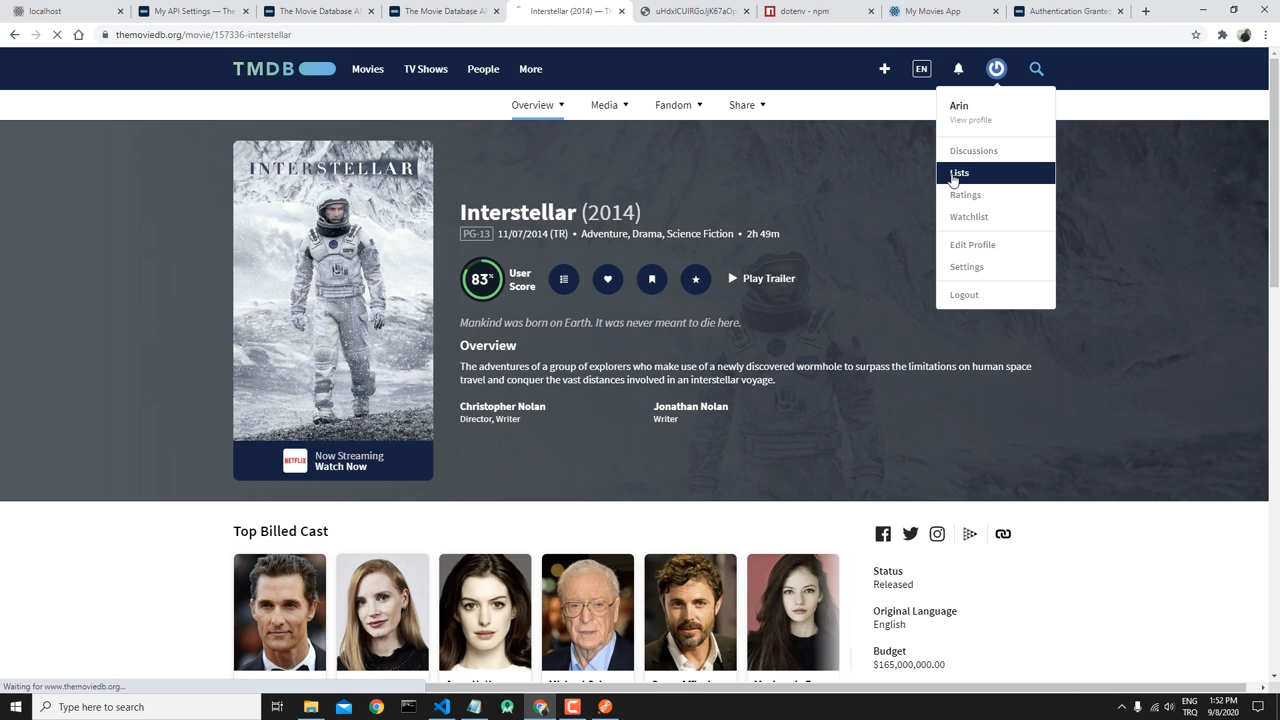 localhost
My API Settings — The
The Movie Database AP
The Movie Database AP
Interstellar (2014) — Th
uHdxlCUIRGoJjK67aOp
dotenv - npm
React App
My Movies App
Authentication Granted
themoviedb.org/movie/157336-interstellar
TMDB
Movies
TV Shows
People
More
EN
Overview
Media
Fandom
Share
Arin
View profile
Discussions
Lists
Ratings
Watchlist
Edit Profile
Settings
Logout
INTERSTELLAR
Interstellar (2014)
PG-13 11/07/2014 (TR) • Adventure, Drama, Science Fiction • 2h 49m
83%
User
Score
Play Trailer
Mankind was born on Earth. It was never meant to die here.
Overview
The adventures of a group of explorers who make use of a newly discovered wormhole to surpass the limitations on human space
travel and conquer the vast distances involved in an interstellar voyage.
Christopher Nolan
Director, Writer
Jonathan Nolan
Writer
NETFLIX
Now Streaming
Watch Now
Top Billed Cast
Status
Released
Original Language
English
Budget
$165,000,000.00
Waiting for www.themoviedb.org...
Type here to search
ENG
TRQ
1:52 PM
9/8/2020